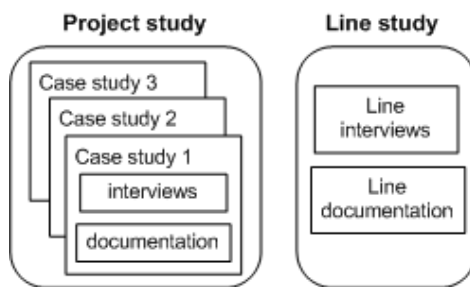 Project study
Case study 3
Case study 2
Case study 1
interviews
documentation
Line study
Line
interviews
Line
documentation